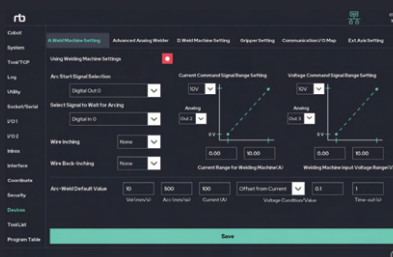 rb
Cobot
System
Tool/TCP
Log
Utility
Socket/Serial
I/O 1
I/O 2
Inbox
Interface
Coordinate
Security
Devices
Tool List
Program Table
A.Weld Machine Setting Advanced Analog Welder D.Weld Machine Setting Gripper Setting Communication I/O Map Ext.Axis Setting
Using Welding Machine Settings
Arc Start Signal Selection
Digital Out 0
Select Signal to Wait for Arcing
Digital In 0
Wire Inching None
Wire Back-Inching None
Current Command Signal Range Setting
10V
Analog
Out 2
0 V
0.00 10.00
Current Range for Welding Machine(A)
Voltage Command Signal Range Setting
10V
Analog
Out 3
0 V
0.00 10.00
Welding Machine Input Voltage Range(V)
Arc-Weld Default Value 10 500 100 Offset from Current 0.1 1
Vel (mm/s) Acc (mm/s²) Current (A) Voltage Condition/Value Time-out (s)
Save